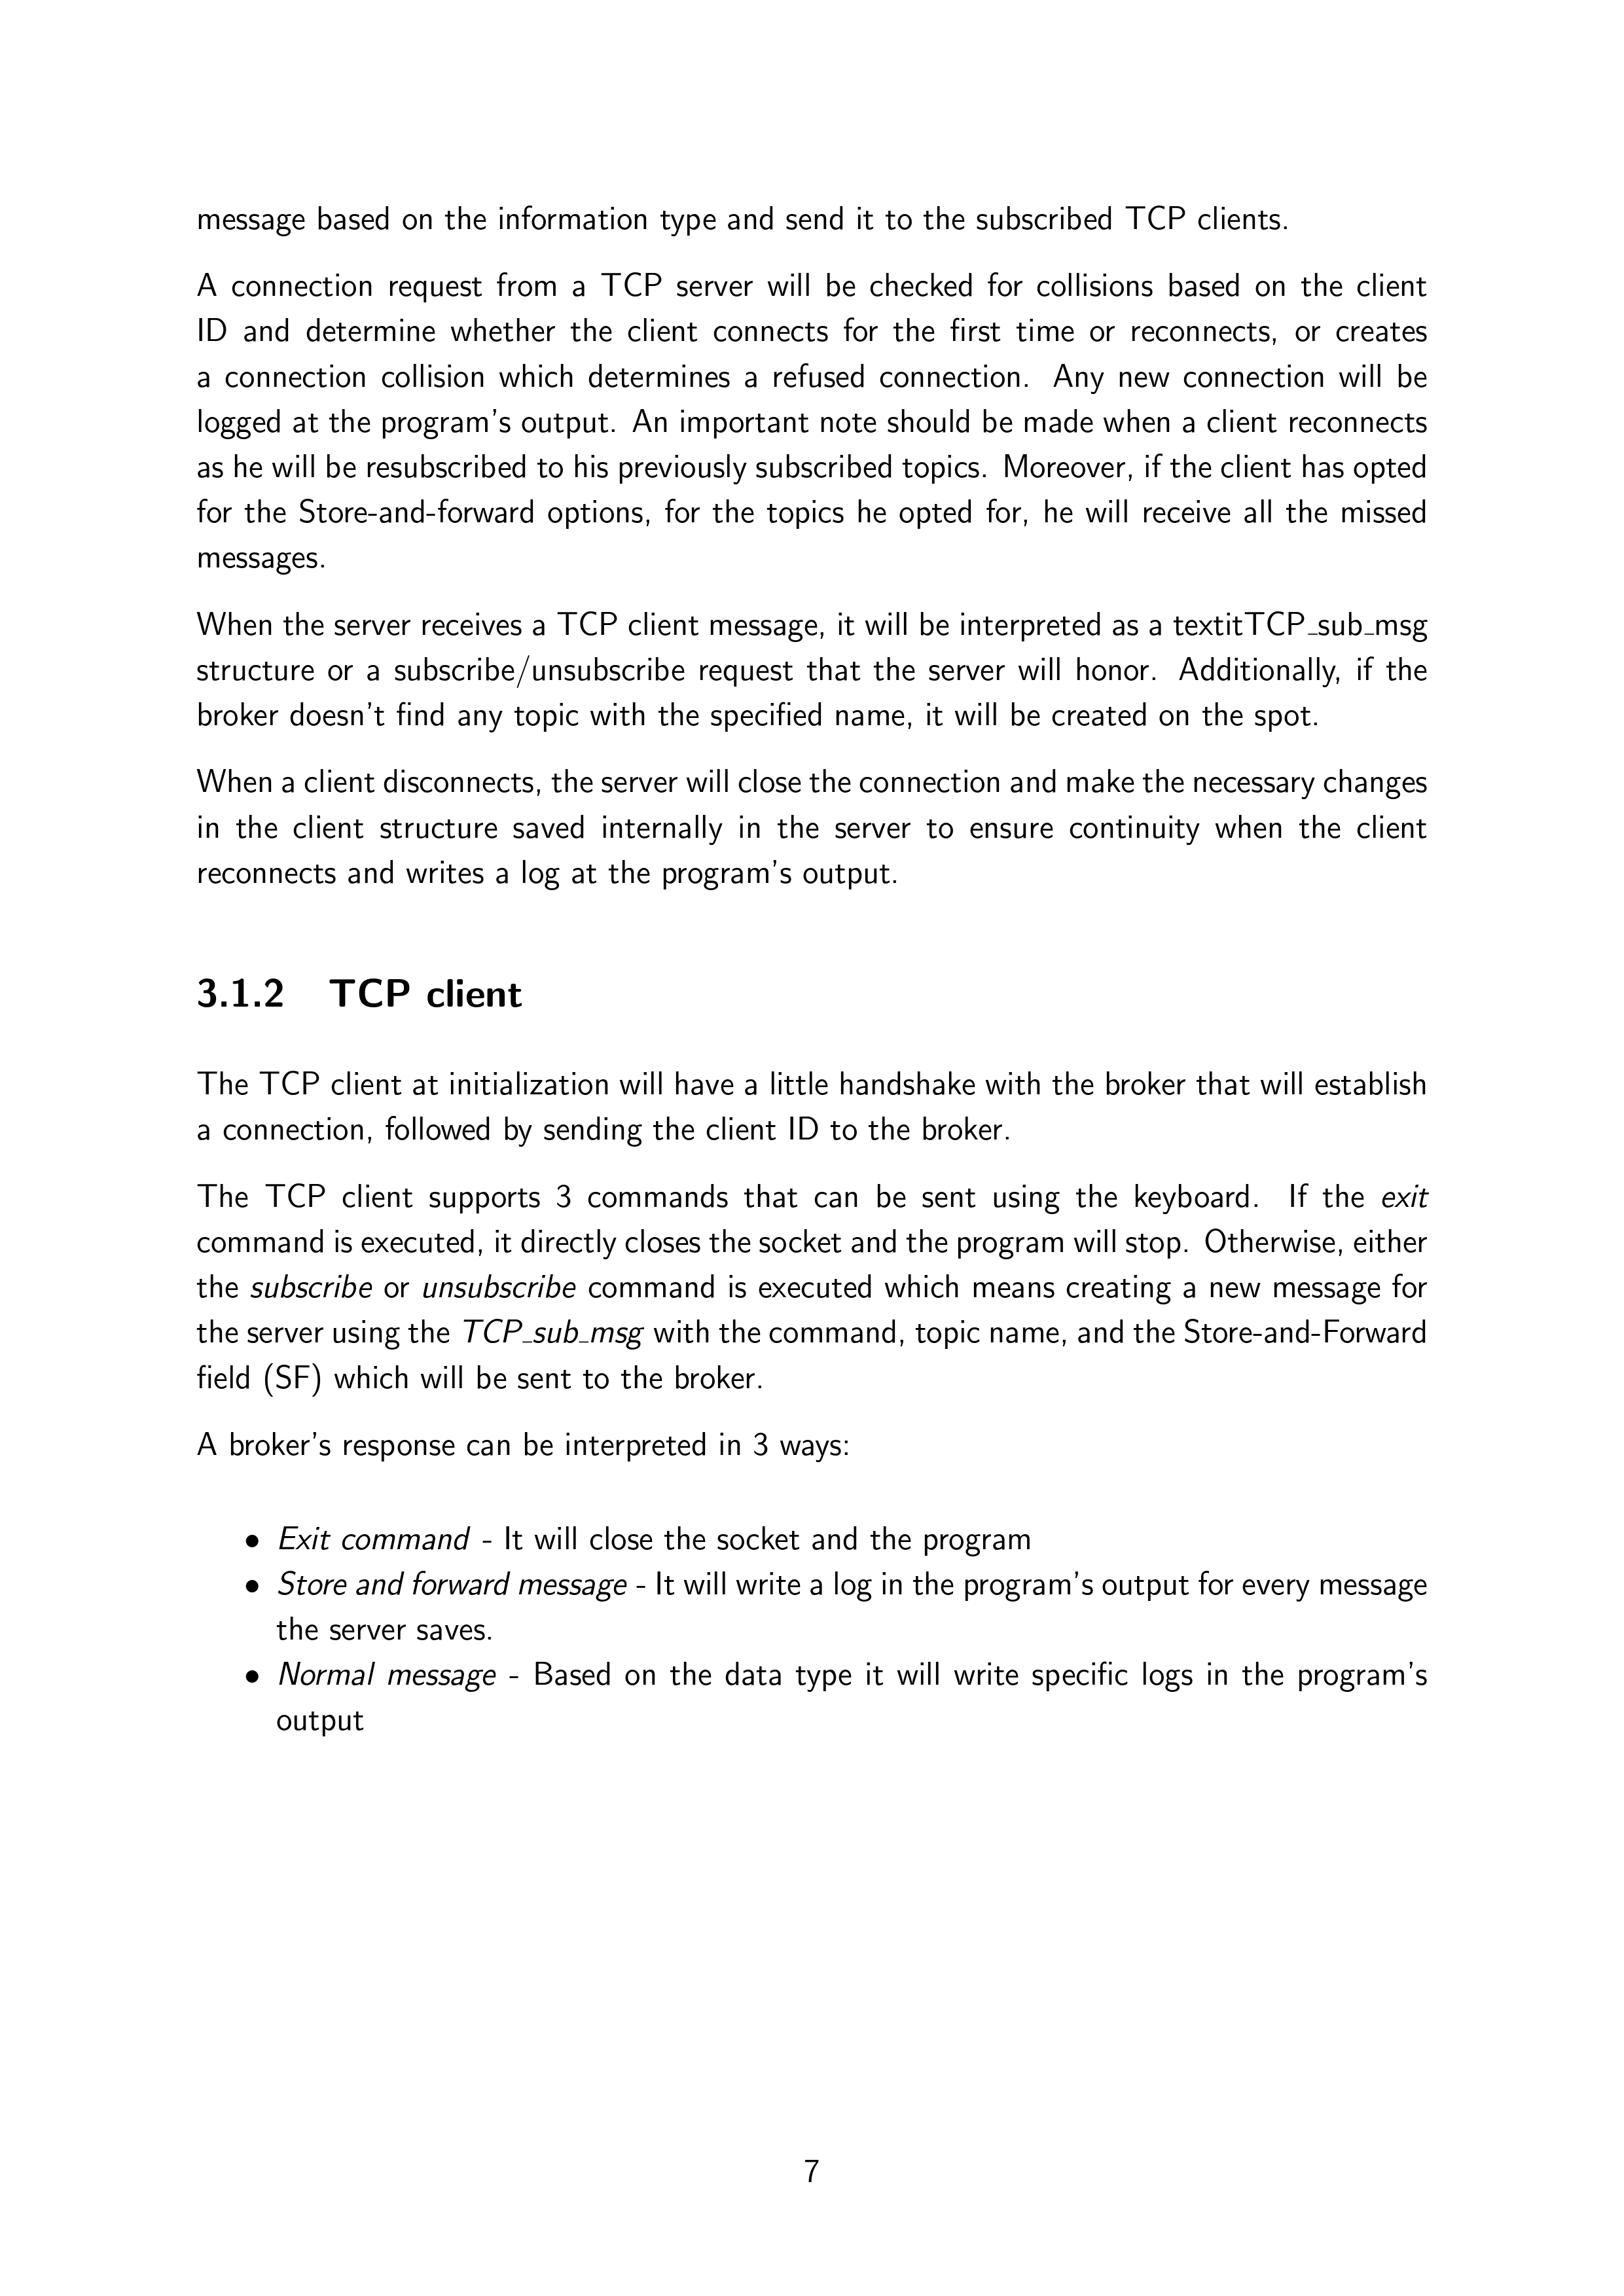 message based on the information type and send it to the subscribed TCP clients.
A connection request from a TCP server will be checked for collisions based on the client
ID and determine whether the client connects for the first time or reconnects, or creates
a connection collision which determines a refused connection. Any new connection will be
logged at the program's output. An important note should be made when a client reconnects
as he will be resubscribed to his previously subscribed topics. Moreover, if the client has opted
for the Store-and-forward options, for the topics he opted for, he will receive all the missed
messages.
When the server receives a TCP client message, it will be interpreted as a textitTCP_sub_msg
structure or a subscribe/unsubscribe request that the server will honor. Additionally, if the
broker doesn't find any topic with the specified name, it will be created on the spot.
When a client disconnects, the server will close the connection and make the necessary changes
in the client structure saved internally in the server to ensure continuity when the client
reconnects and writes a log at the program's output.
3.1.2 TCP client
The TCP client at initialization will have a little handshake with the broker that will establish
a connection, followed by sending the client ID to the broker.
The TCP client supports 3 commands that can be sent using the keyboard. If the exit
command is executed, it directly closes the socket and the program will stop. Otherwise, either
the subscribe or unsubscribe command is executed which means creating a new message for
the server using the TCP_sub_msg with the command, topic name, and the Store-and-Forward
field (SF) which will be sent to the broker.
A broker's response can be interpreted in 3 ways:
• Exit command - It will close the socket and the program
• Store and forward message - It will write a log in the program's output for every message
the server saves.
• Normal message - Based on the data type it will write specific logs in the program's
output
7